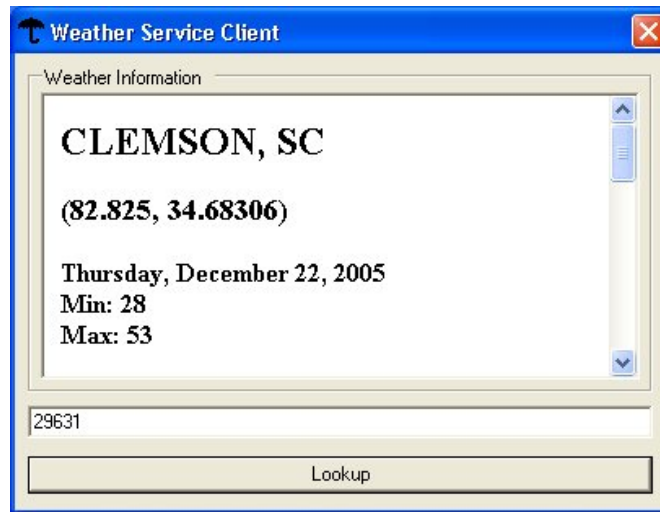 Weather Service Client
Weather Information
CLEMSON, SC
(82.825, 34.68306)
Thursday, December 22, 2005
Min: 28
Max: 53
29631
Lookup